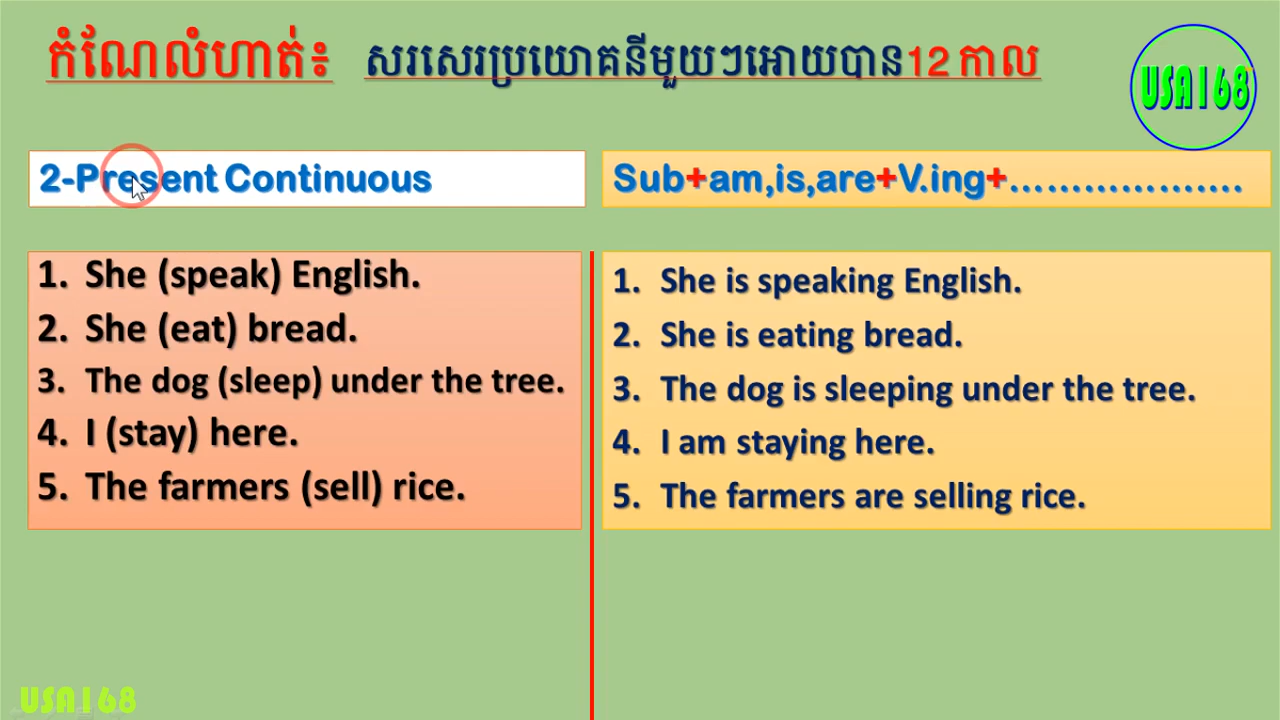 កំណែលំហាត់៖ សរសេរប្រយោគនីមួយៗអោយបាន12 កាល
USA168
2-Present Continuous
Sub+am,is,are+V.ing+...................
1. She (speak) English.
2. She (eat) bread.
3. The dog (sleep) under the tree.
4. I (stay) here.
5. The farmers (sell) rice.
1. She is speaking English.
2. She is eating bread.
3. The dog is sleeping under the tree.
4. I am staying here.
5. The farmers are selling rice.
USA168